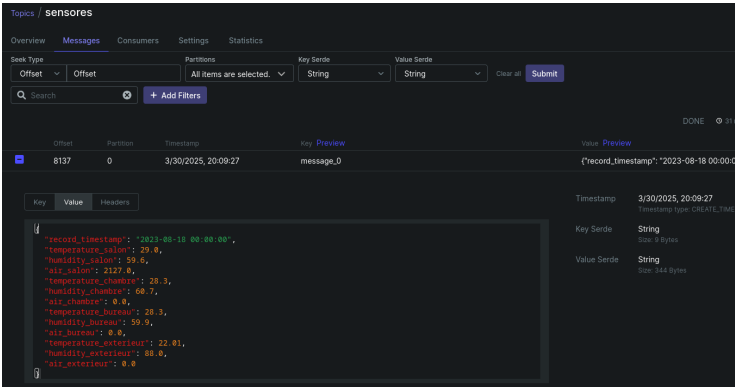 Topics / sensores
Overview Messages Consumers Settings Statistics
Seek Type Partitions Key Serde Value Serde
Offset Offset All items are selected. String String Clear all Submit
Search + Add Filters
DONE 31
Offset Partition Timestamp Key Preview Value Preview
8137 0 3/30/2025, 20:09:27 message_0 {"record_timestamp": "2023-08-18 00:00:0
Key Value Headers
Timestamp 3/30/2025, 20:09:27
Timestamp type: CREATE_TIME
Key Serde String
Size: 9 Bytes
Value Serde String
Size: 344 Bytes
{
"record_timestamp": "2023-08-18 00:00:00",
"temperature_salon": 29.0,
"humidity_salon": 59.6,
"air_salon": 2127.0,
"temperature_chambre": 28.3,
"humidity_chambre": 60.7,
"air_chambre": 0.0,
"temperature_bureau": 28.3,
"humidity_bureau": 59.9,
"air_bureau": 0.0,
"temperature_exterieur": 22.01,
"humidity_exterieur": 88.0,
"air_exterieur": 0.0
}